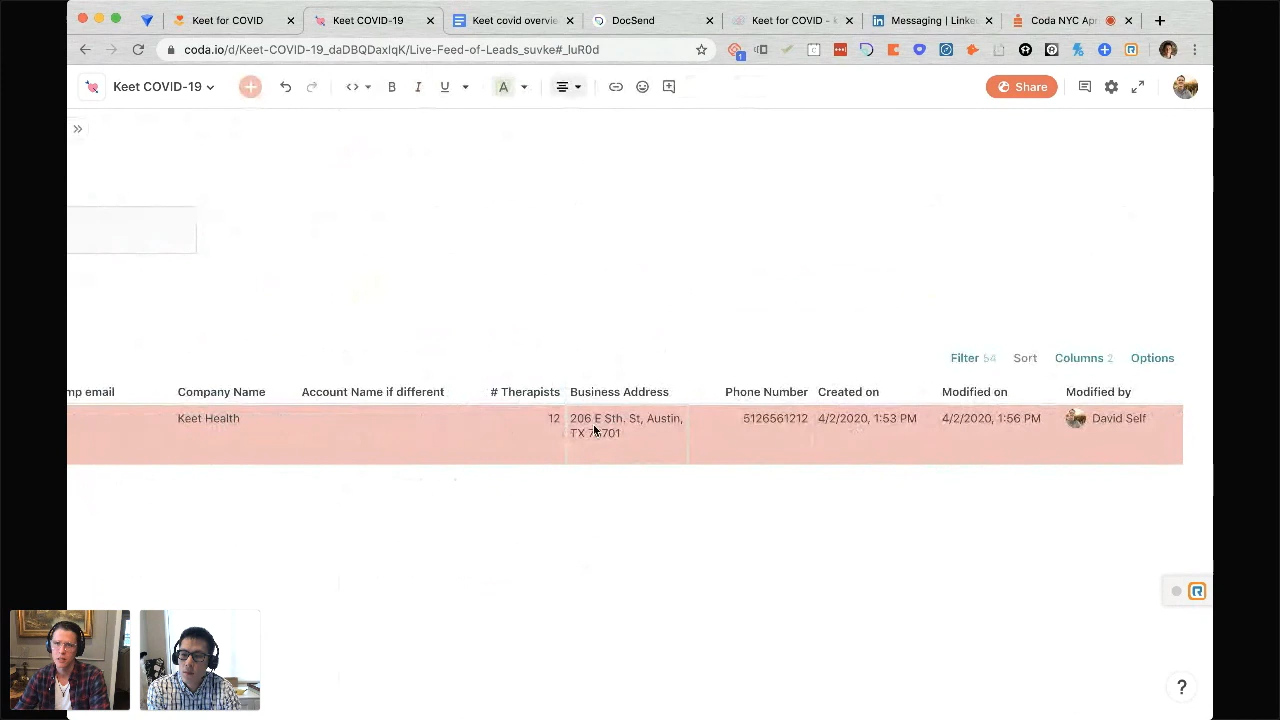 Keet for COVID
Keet COVID-19
Keet covid overvie
DocSend
Keet for COVID - k
Messaging | Linke
Coda NYC Apr
coda.io/d/Keet-COVID-19_daDBQDaxIqK/Live-Feed-of-Leads_suvke#_luR0d
1
Keet COVID-19
B
I
U
A
Share
Filter 54
Sort
Columns 2
Options
mp email
Company Name
Account Name if different
# Therapists
Business Address
Phone Number
Created on
Modified on
Modified by
Keet Health
12
206 E 5th. St, Austin,
TX
5126561212
4/2/2020, 1:53 PM
4/2/2020, 1:56 PM
David Self
?